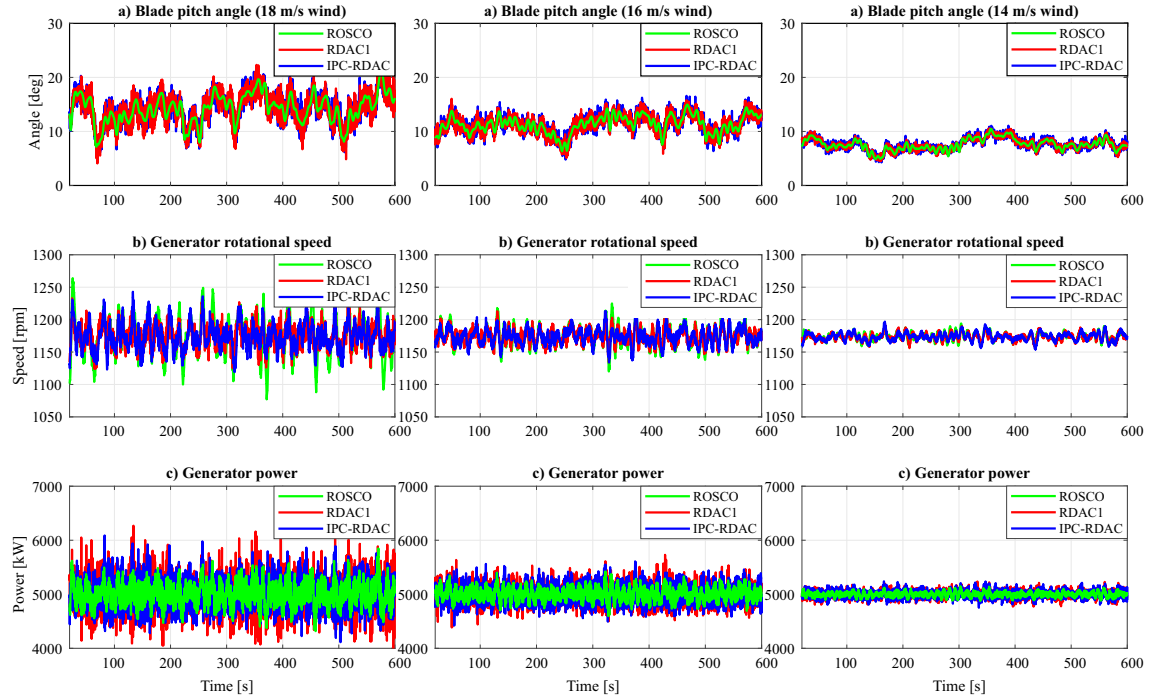 a) Blade pitch angle (18 m/s wind)
a) Blade pitch angle (16 m/s wind)
a) Blade pitch angle (14 m/s wind)
30
ROSCO
RDAC1
IPC-RDAC
30
ROSCO
RDAC1
IPC-RDAC
30
ROSCO
RDAC1
IPC-RDAC
Angle [deg]
20
10
0
20
10
0
20
10
0
100 200 300 400 500 600
100 200 300 400 500 600
100 200 300 400 500 600
b) Generator rotational speed
b) Generator rotational speed
b) Generator rotational speed
1300
ROSCO
RDAC1
IPC-RDAC
1300
ROSCO
RDAC1
IPC-RDAC
1300
ROSCO
RDAC1
IPC-RDAC
Speed [rpm]
1250
1200
1150
1100
1050
1250
1200
1150
1100
1050
1250
1200
1150
1100
1050
100 200 300 400 500 600
100 200 300 400 500 600
100 200 300 400 500 600
c) Generator power
c) Generator power
c) Generator power
7000
ROSCO
RDAC1
IPC-RDAC
7000
ROSCO
RDAC1
IPC-RDAC
7000
ROSCO
RDAC1
IPC-RDAC
Power [kW]
6000
5000
4000
6000
5000
4000
6000
5000
4000
100 200 300 400 500 600
100 200 300 400 500 600
100 200 300 400 500 600
Time [s]
Time [s]
Time [s]